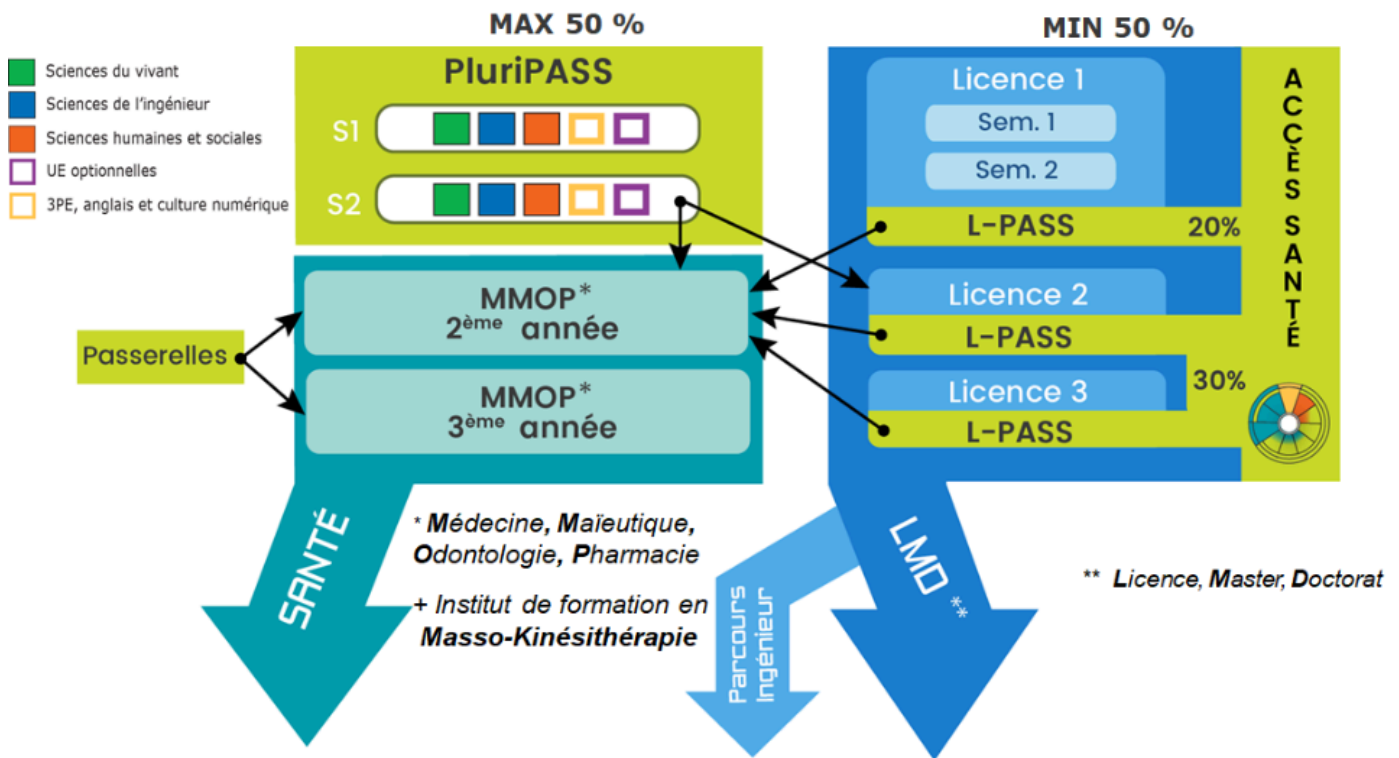 MAX 50 %
MIN 50 %
Sciences du vivant
Sciences de l'ingénieur
Sciences humaines et sociales
UE optionnelles
3PE, anglais et culture numérique
PluriPASS
S1
S2
Licence 1
Sem. 1
Sem. 2
L-PASS
20%
Licence 2
L-PASS
30%
Licence 3
L-PASS
ACCÈS SANTÉ
Passerelles
MMOP*
2ème année
MMOP*
3ème année
SANTÉ
* Médecine, Maïeutique,
Odontologie, Pharmacie
+ Institut de formation en
Masso-Kinésithérapie
Parcours
Ingénieur
LMD **
** Licence, Master, Doctorat